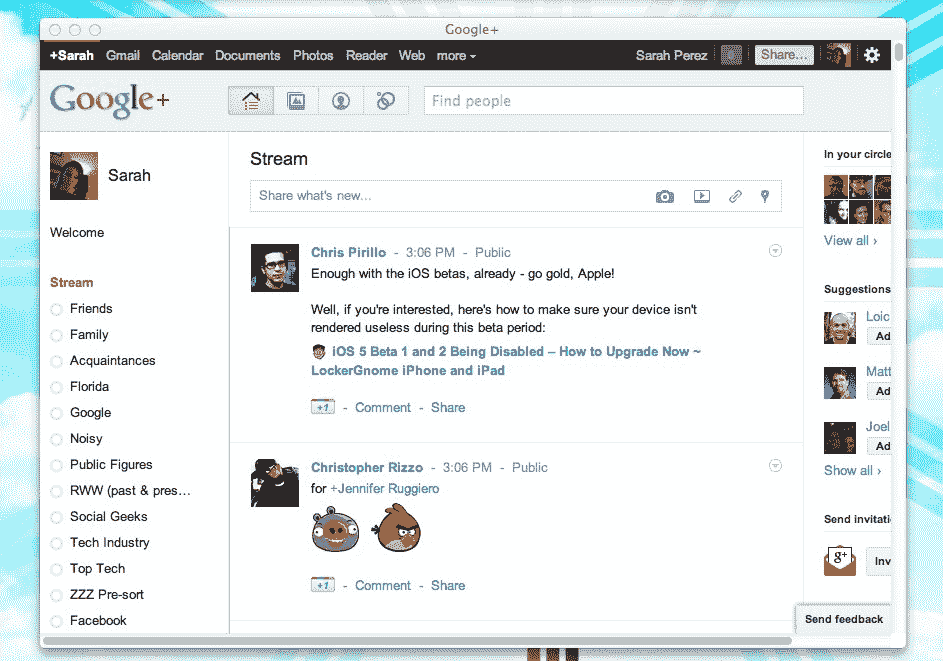 Google+
+Sarah Gmail Calendar Documents Photos Reader Web more Sarah Perez Share...
Google+
Find people
Sarah
Welcome
Stream
Friends
Family
Acquaintances
Florida
Google
Noisy
Public Figures
RWW (past & pres...
Social Geeks
Tech Industry
Top Tech
ZZZ Pre-sort
Facebook
Stream
Share what's new...
Chris Pirillo - 3:06 PM - Public
Enough with the iOS betas, already - go gold, Apple!
Well, if you're interested, here's how to make sure your device isn't
rendered useless during this beta period:
iOS 5 Beta 1 and 2 Being Disabled – How to Upgrade Now ~
LockerGnome iPhone and iPad
+1 - Comment - Share
Christopher Rizzo - 3:06 PM - Public
for +Jennifer Ruggiero
+1 - Comment - Share
In your circle
View all ›
Suggestions
Loic
Ad
Matt
Ad
Joel
Ad
Show all ›
Send invitati
g+
Inv
Send feedback